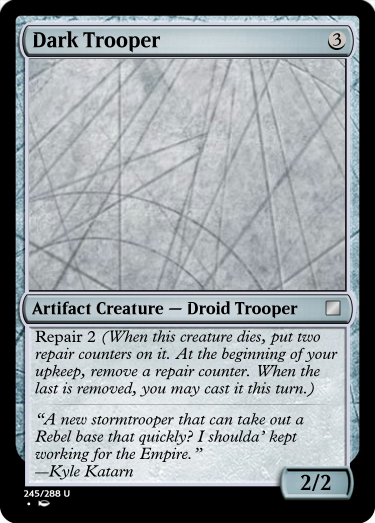 Dark Trooper 3
Artifact Creature — Droid Trooper
Repair 2 (When this creature dies, put two
repair counters on it. At the beginning of your
upkeep, remove a repair counter. When the
last is removed, you may cast it this turn.)
“A new stormtrooper that can take out a
Rebel base that quickly? I shoulda’ kept
working for the Empire.”
—Kyle Katarn
2/2
245/288 U